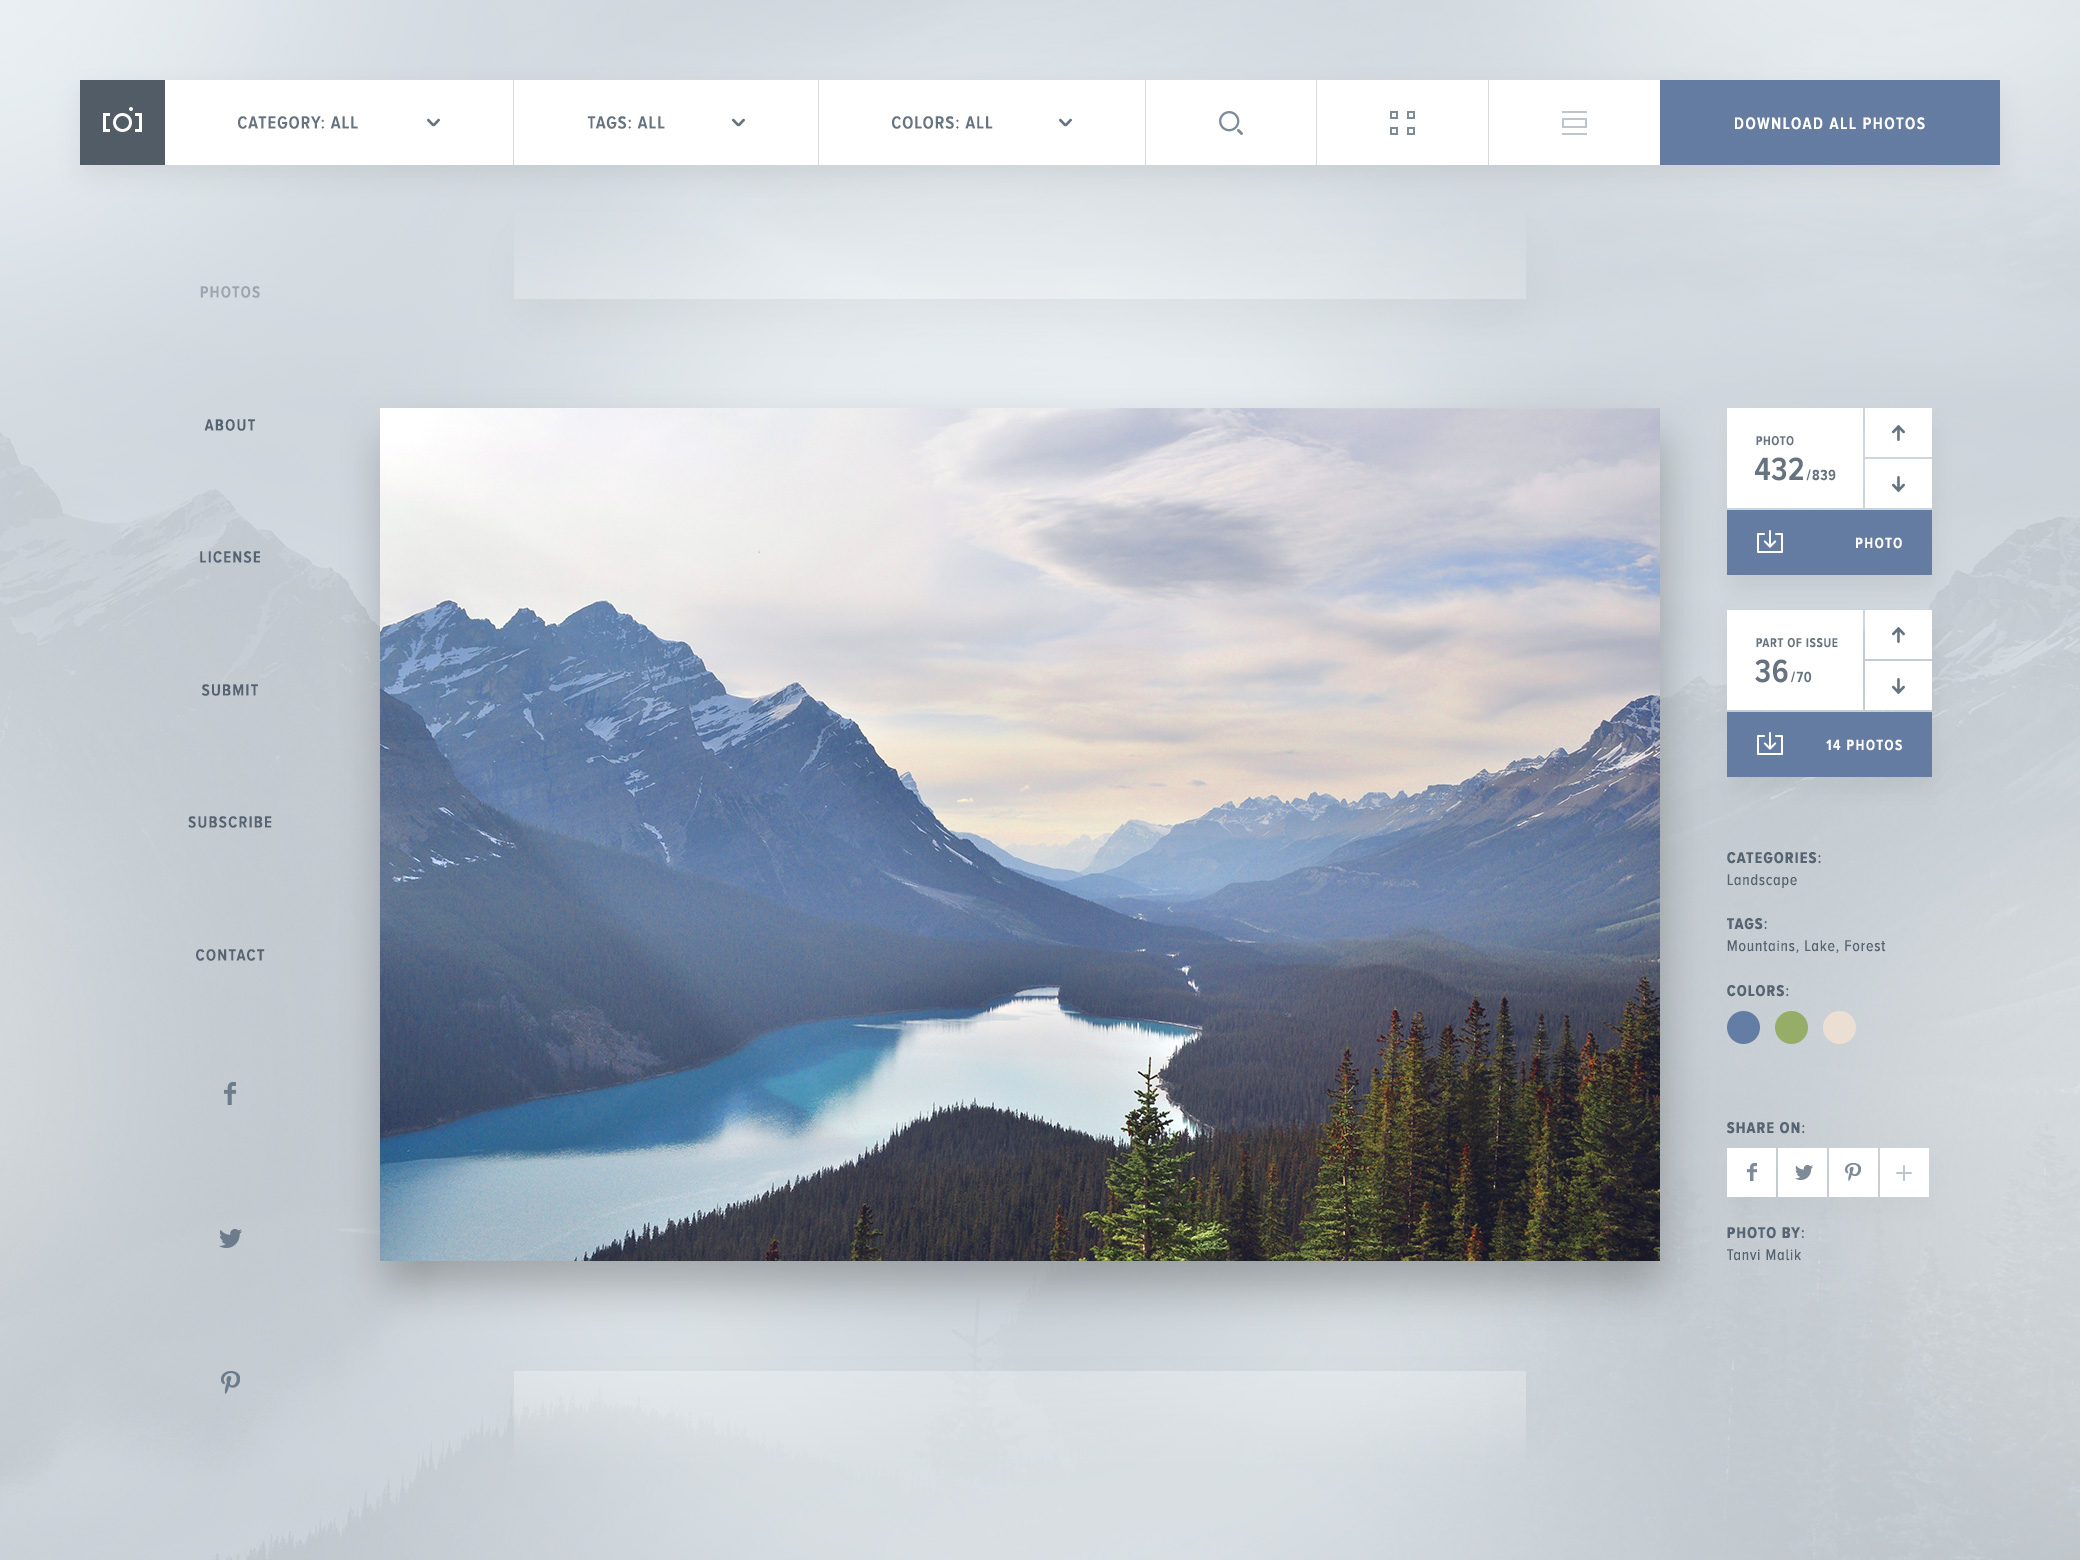 CATEGORY: ALL
TAGS: ALL
COLORS: ALL
DOWNLOAD ALL PHOTOS
PHOTOS
ABOUT
LICENSE
SUBMIT
SUBSCRIBE
CONTACT
PHOTO
432/839
PHOTO
PART OF ISSUE
36/70
14 PHOTOS
CATEGORIES:
Landscape
TAGS:
Mountains, Lake, Forest
COLORS:
SHARE ON:
PHOTO BY:
Tanvi Malik